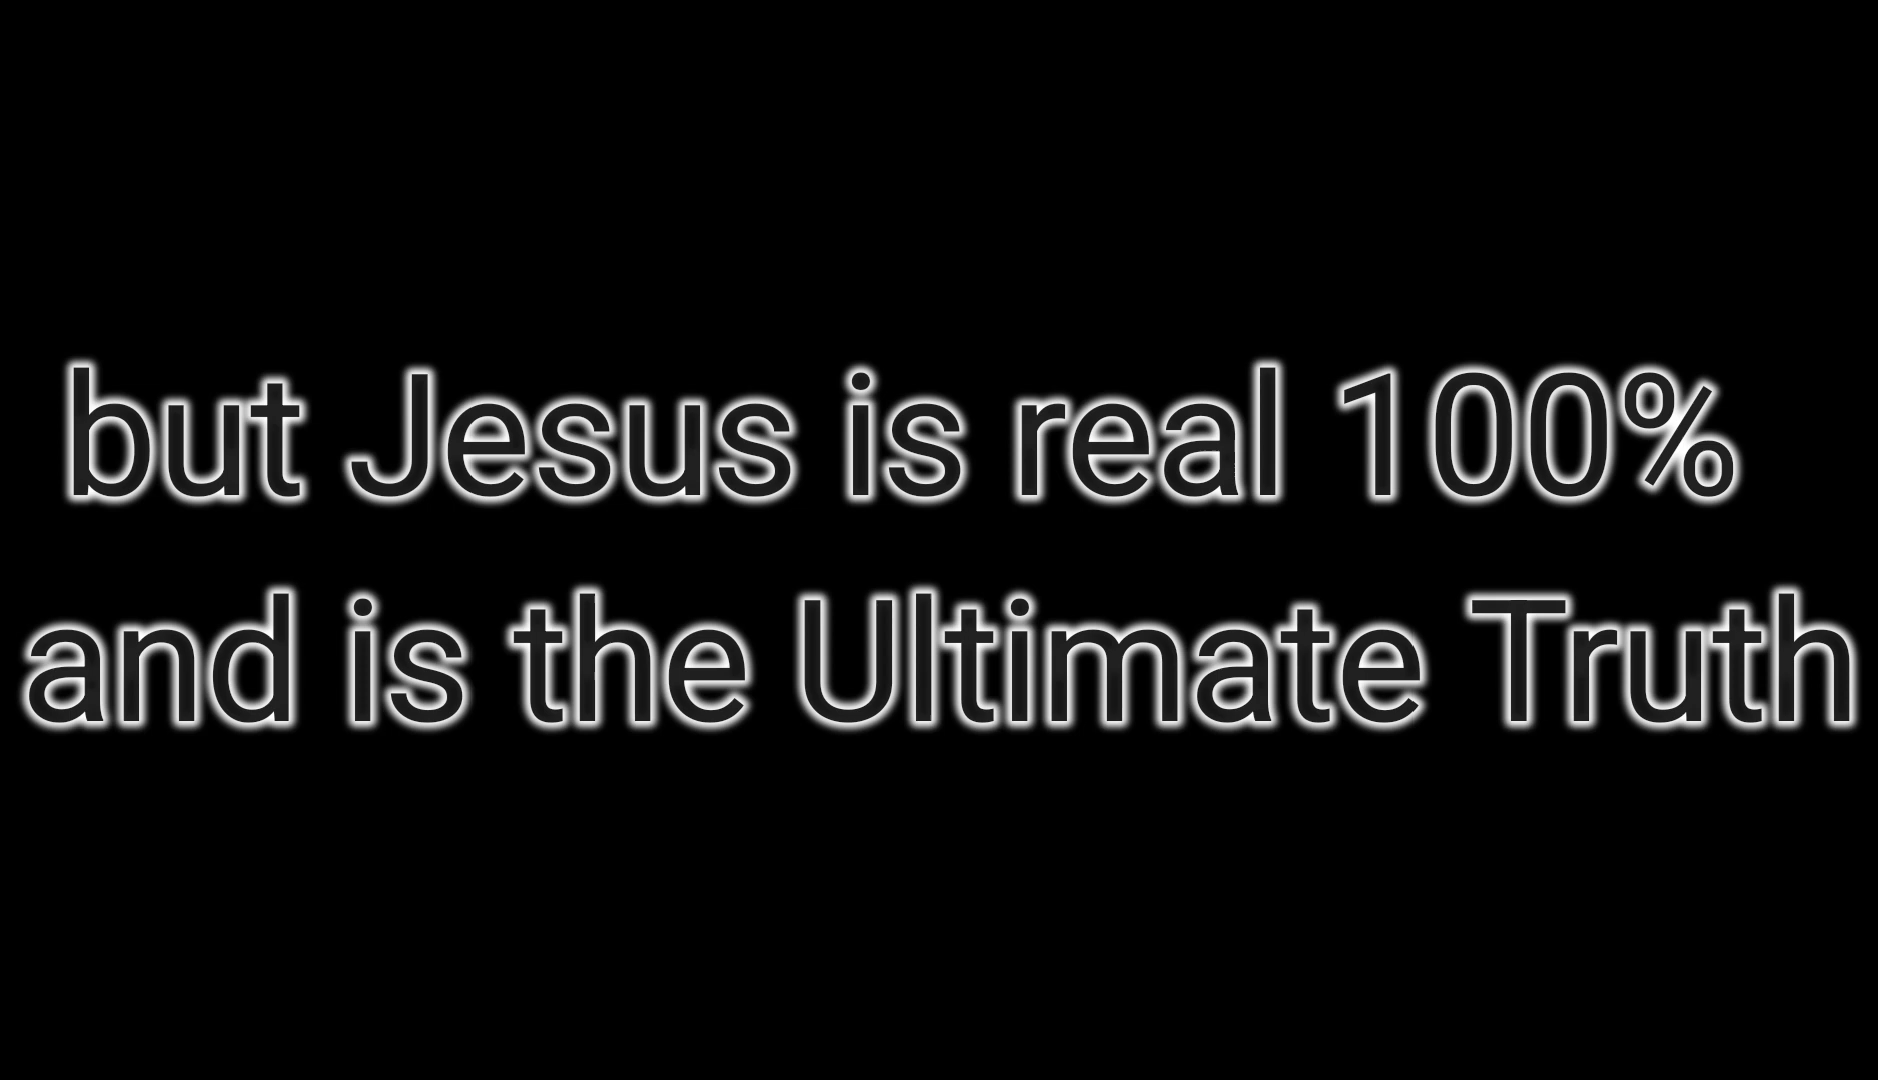 but Jesus is real 100%
and is the Ultimate Truth